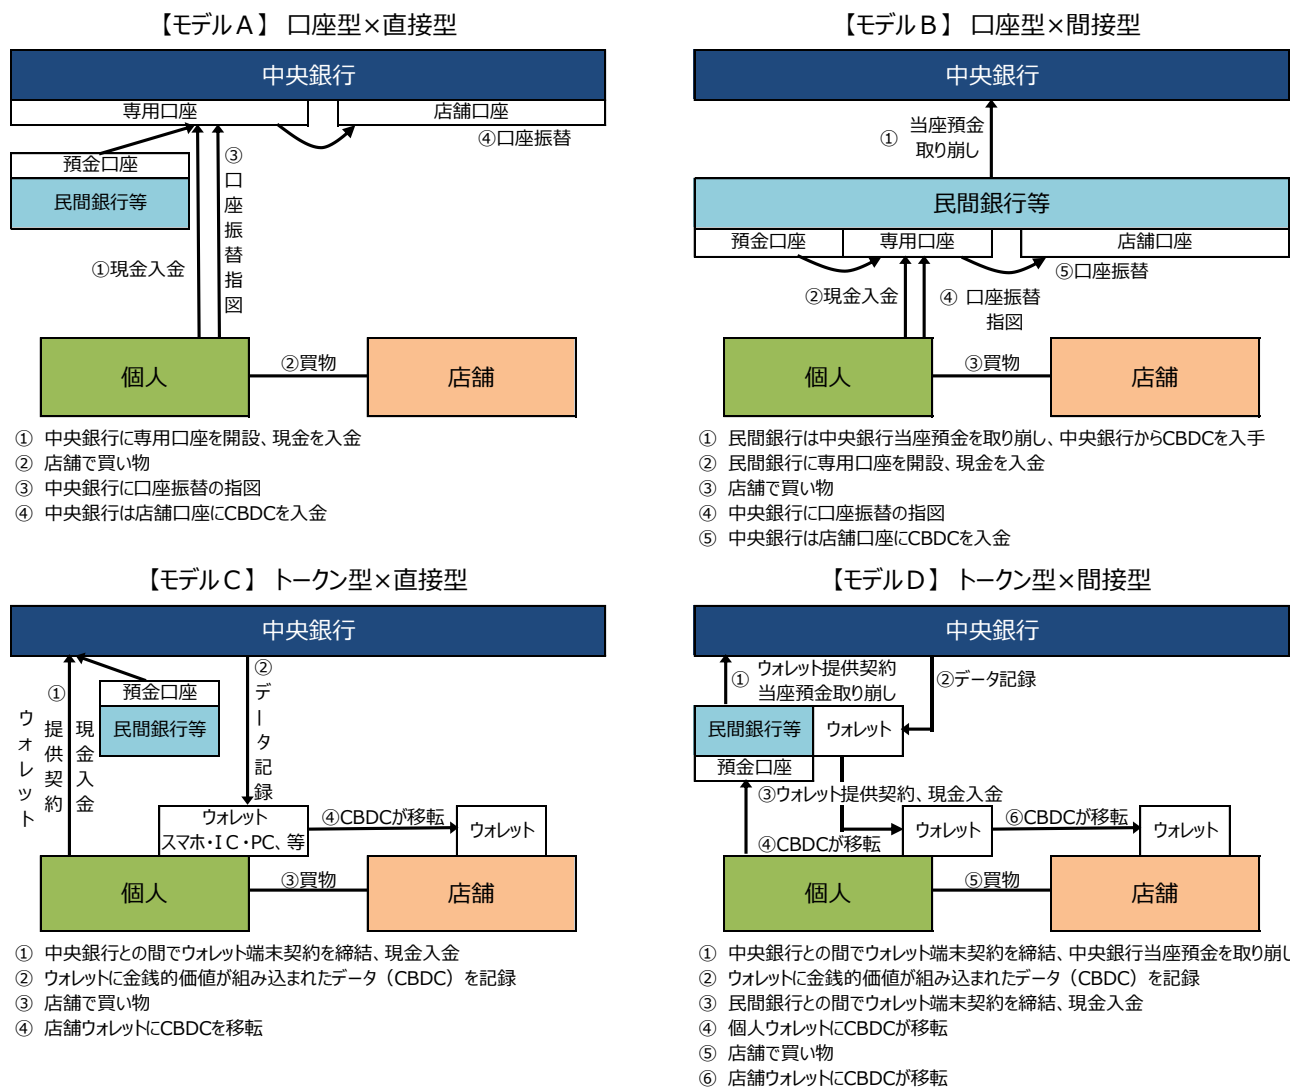 【モデルA】 口座型×直接型
中央銀行
専用口座
店舗口座
④口座振替
預金口座
民間銀行等
③口座振替指図
①現金入金
個人
②買物
店舗
① 中央銀行に専用口座を開設、現金を入金
② 店舗で買い物
③ 中央銀行に口座振替の指図
④ 中央銀行は店舗口座にCBDCを入金
【モデルB】 口座型×間接型
中央銀行
① 当座預金
取り崩し
民間銀行等
預金口座
専用口座
店舗口座
⑤口座振替
②現金入金
④ 口座振替
指図
個人
③買物
店舗
① 民間銀行は中央銀行当座預金を取り崩し、中央銀行からCBDCを入手
② 民間銀行に専用口座を開設、現金を入金
③ 店舗で買い物
④ 中央銀行に口座振替の指図
⑤ 中央銀行は店舗口座にCBDCを入金
【モデルC】 トークン型×直接型
中央銀行
①
ウォレット
提供契約
現金入金
預金口座
民間銀行等
②データ記録
ウォレット
スマホ・IC・PC、等
④CBDCが移転
ウォレット
個人
③買物
店舗
① 中央銀行との間でウォレット端末契約を締結、現金入金
② ウォレットに金銭的価値が組み込まれたデータ（CBDC）を記録
③ 店舗で買い物
④ 店舗ウォレットにCBDCを移転
【モデルD】 トークン型×間接型
中央銀行
① ウォレット提供契約
当座預金取り崩し
②データ記録
民間銀行等
ウォレット
預金口座
③ウォレット提供契約、現金入金
④CBDCが移転
ウォレット
⑥CBDCが移転
ウォレット
個人
⑤買物
店舗
① 中央銀行との間でウォレット端末契約を締結、中央銀行当座預金を取り崩し
② ウォレットに金銭的価値が組み込まれたデータ（CBDC）を記録
③ 民間銀行との間でウォレット端末契約を締結、現金入金
④ 個人ウォレットにCBDCが移転
⑤ 店舗で買い物
⑥ 店舗ウォレットにCBDCが移転